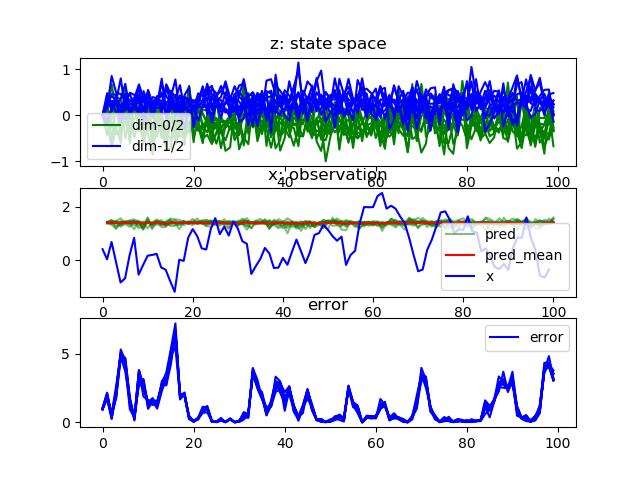 z: state space
1
0
−1
dim-0/2
dim-1/2
0
20
40
60
80
100
x: observation
2
0
pred
pred_mean
x
0
20
40
60
80
100
error
5
0
error
0
20
40
60
80
100